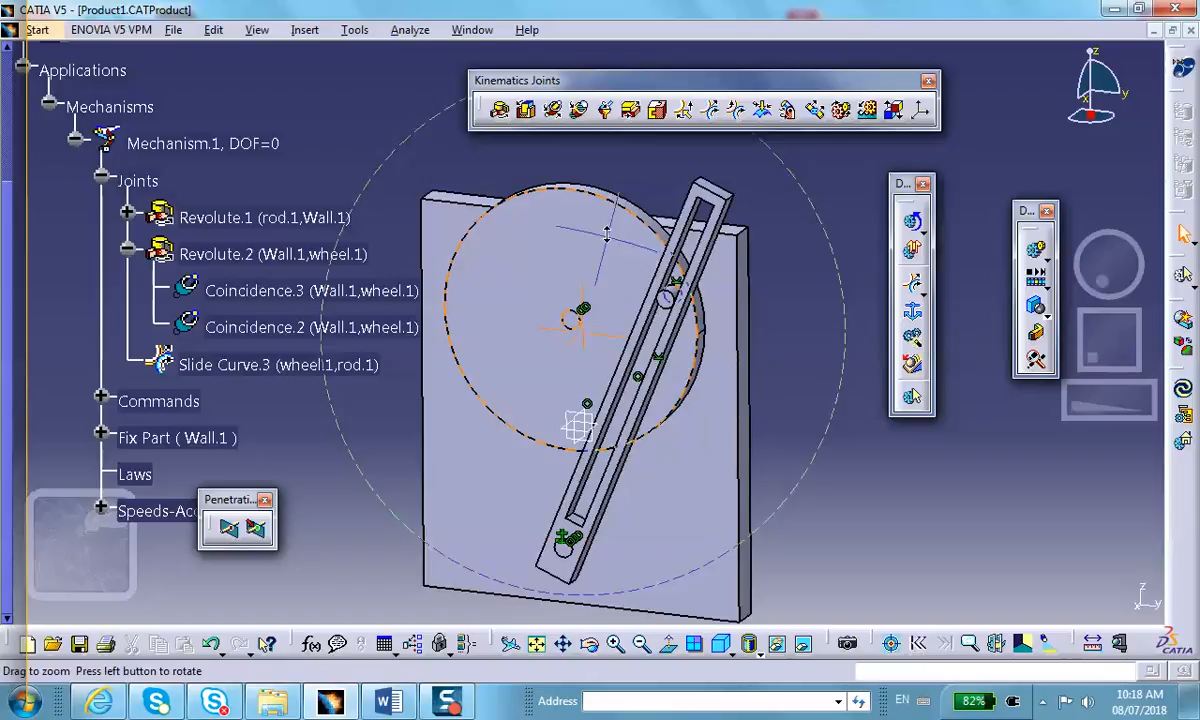 CATIA V5 - [Product1.CATProduct]
Start ENOVIA V5 VPM File Edit View Insert Tools Analyze Window Help
Applications
Kinematics Joints
Mechanisms
Mechanism.1, DOF=0
Joints
D...
D...
Revolute.1 (rod.1,Wall.1)
Revolute.2 (Wall.1,wheel.1)
Coincidence.3 (Wall.1,wheel.1)
Coincidence.2 (Wall.1,wheel.1)
Slide Curve.3 (wheel.1,rod.1)
Commands
Fix Part ( Wall.1 )
Laws
Speeds-Acc
Penetrati...
z
x y
z
x y
f(x)
CATIA
Drag to zoom Press left button to rotate
Address EN 82% 10:18 AM
08/07/2018